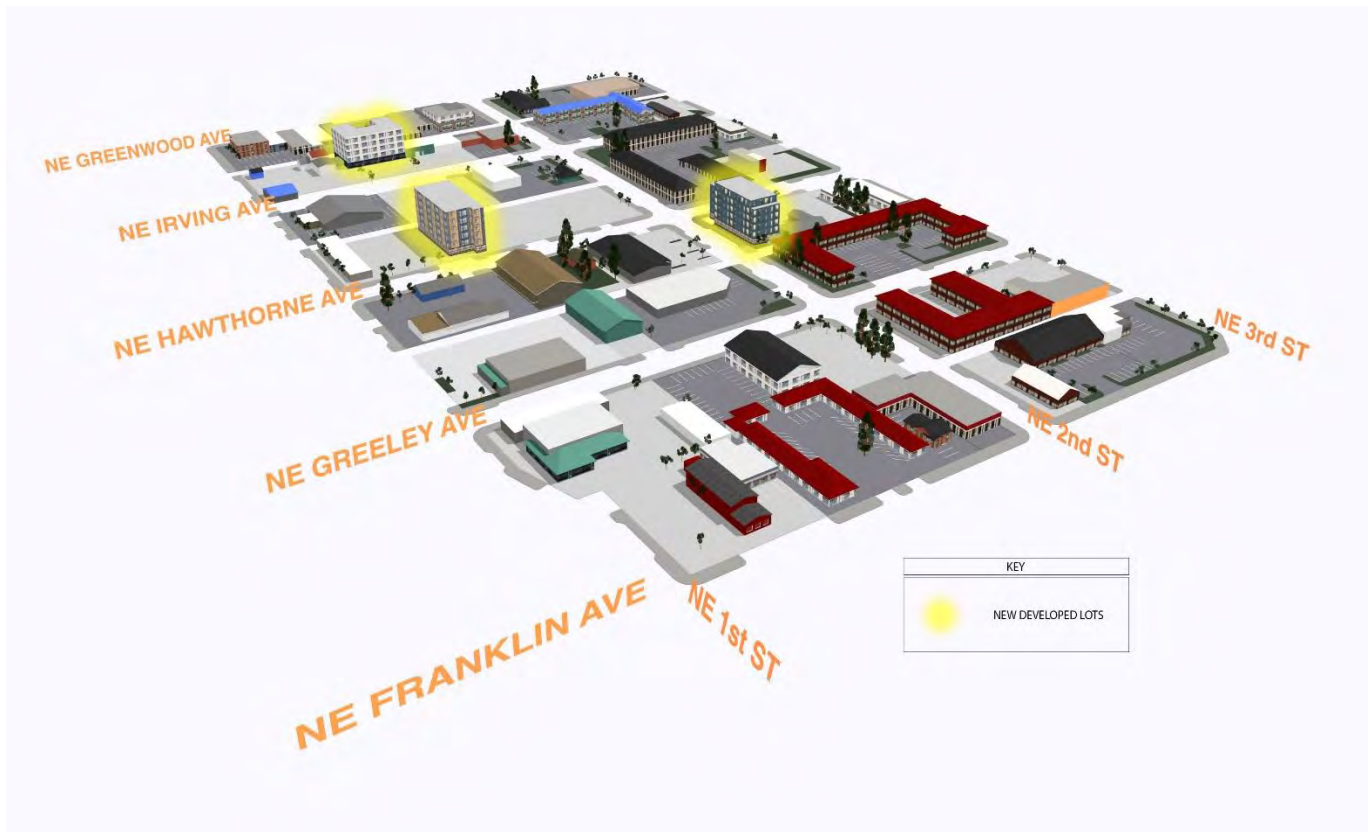 NE GREENWOOD AVE
NE IRVING AVE
NE HAWTHORNE AVE
NE GREELEY AVE
NE FRANKLIN AVE
NE 1st ST
NE 2nd ST
NE 3rd ST
KEY
NEW DEVELOPED LOTS